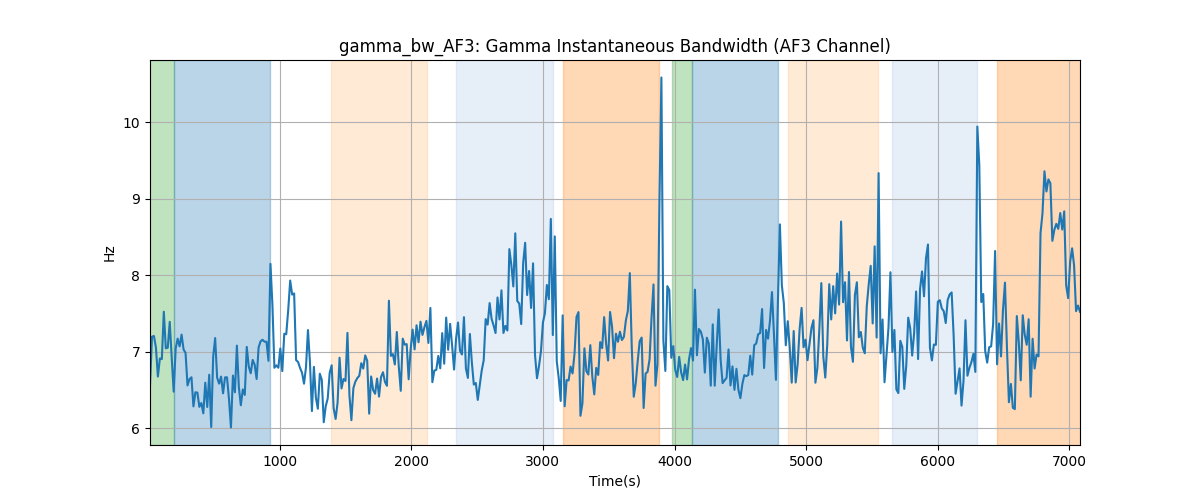 gamma_bw_AF3: Gamma Instantaneous Bandwidth (AF3 Channel)
10
9
8
7
6
Hz
1000 2000 3000 4000 5000 6000 7000
Time(s)